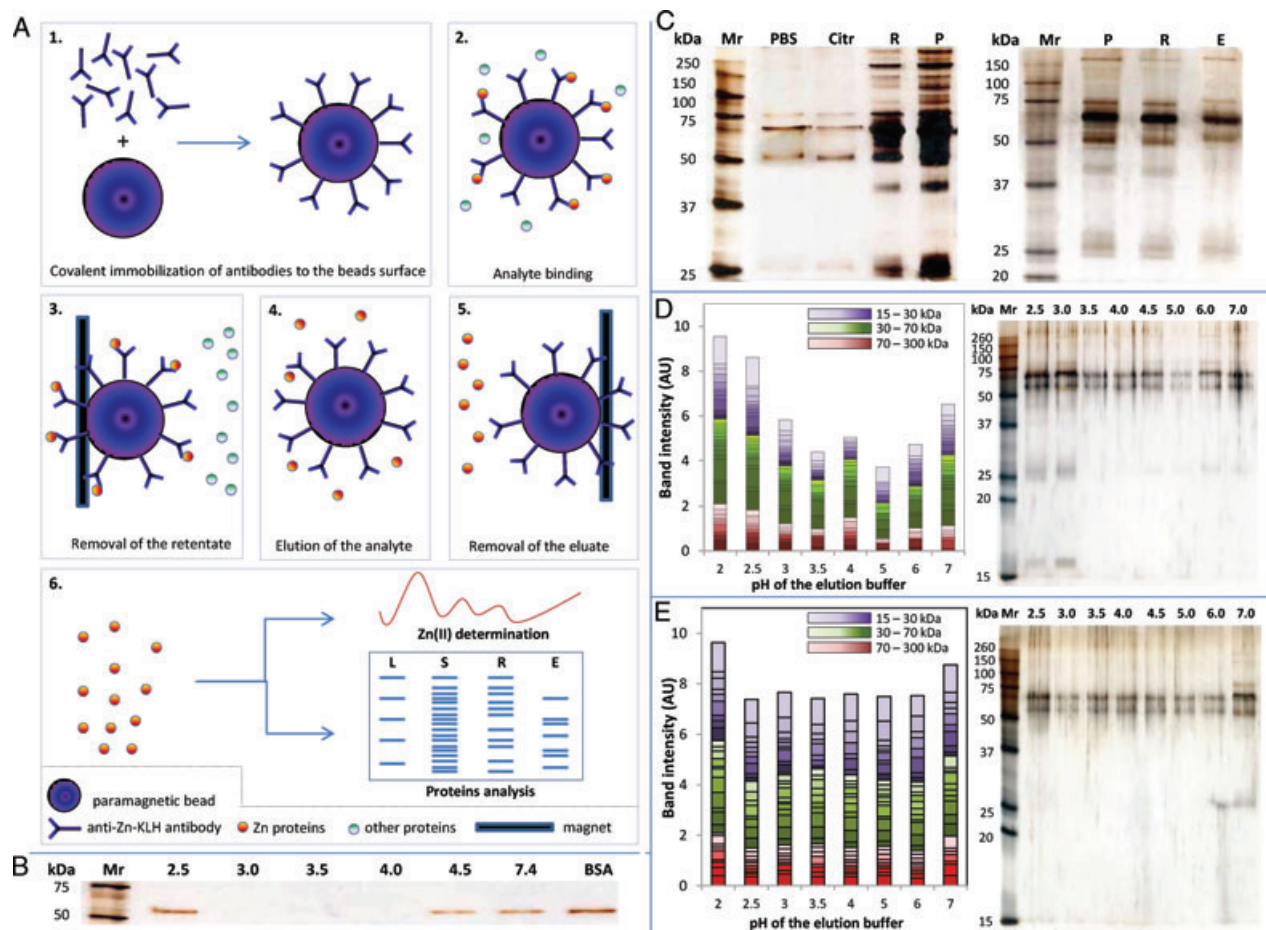 A
1.
+
Covalent immobilization of antibodies to the beads surface
2.
Analyte binding
3.
Removal of the retentate
4.
Elution of the analyte
5.
Removal of the eluate
6.
Zn(II) determination
L S R E
Proteins analysis
paramagnetic bead
anti-Zn-KLH antibody Zn proteins other proteins magnet
B
kDa Mr 2.5 3.0 3.5 4.0 4.5 7.4 BSA
75
50
C
kDa Mr PBS Citr R P
250
150
100
75
50
37
25
kDa Mr P R E
150
100
75
50
37
25
20
D
15 – 30 kDa
30 – 70 kDa
70 – 300 kDa
Band intensity (AU)
10
8
6
4
2
0
2 2.5 3 3.5 4 5 6 7
pH of the elution buffer
kDa Mr 2.5 3.0 3.5 4.0 4.5 5.0 6.0 7.0
260
150
100
75
50
37
25
20
15
E
15 – 30 kDa
30 – 70 kDa
70 – 300 kDa
Band intensity (AU)
10
8
6
4
2
0
2 2.5 3 3.5 4 5 6 7
pH of the elution buffer
kDa Mr 2.5 3.0 3.5 4.0 4.5 5.0 6.0 7.0
260
150
100
75
50
37
25
20
15